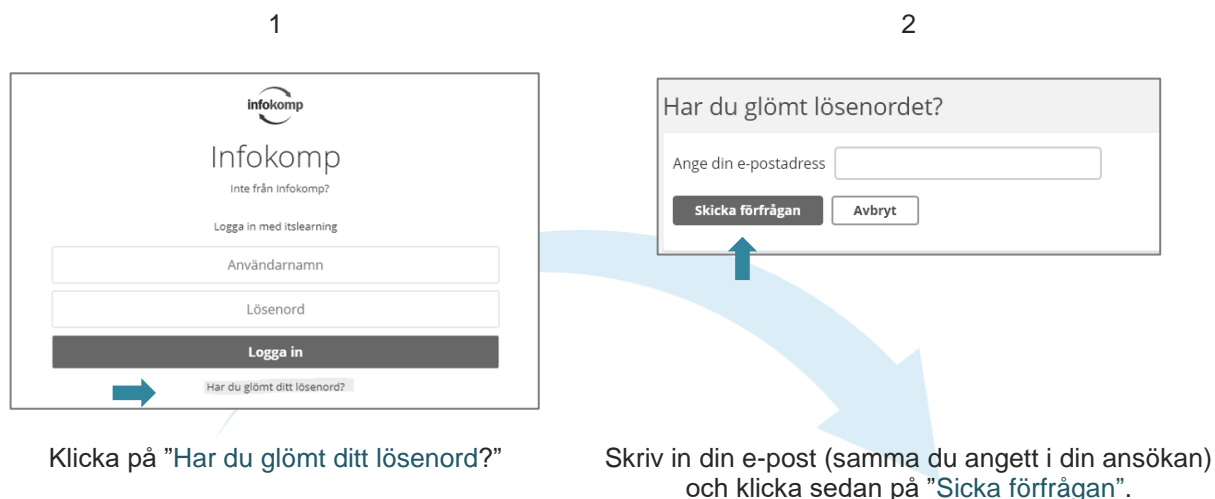 1
infokomp
Infokomp
Inte från Infokomp?
Logga in med itslearning
Användarnamn
Lösenord
Logga in
Har du glömt ditt lösenord?
Klicka på ”Har du glömt ditt lösenord?”
2
Har du glömt lösenordet?
Ange din e-postadress
Skicka förfrågan Avbryt
Skriv in din e-post (samma du angett i din ansökan)
och klicka sedan på ”Sicka förfrågan”.